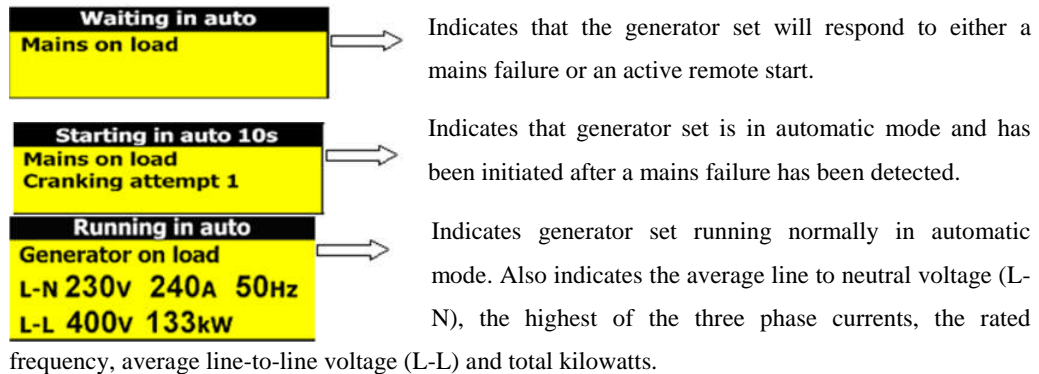 Waiting in auto
Mains on load
Indicates that the generator set will respond to either a
mains failure or an active remote start.
Starting in auto 10s
Mains on load
Cranking attempt 1
Indicates that generator set is in automatic mode and has
been initiated after a mains failure has been detected.
Running in auto
Generator on load
L-N 230V 240A 50Hz
L-L 400V 133kW
Indicates generator set running normally in automatic
mode. Also indicates the average line to neutral voltage (L-
N), the highest of the three phase currents, the rated
frequency, average line-to-line voltage (L-L) and total kilowatts.